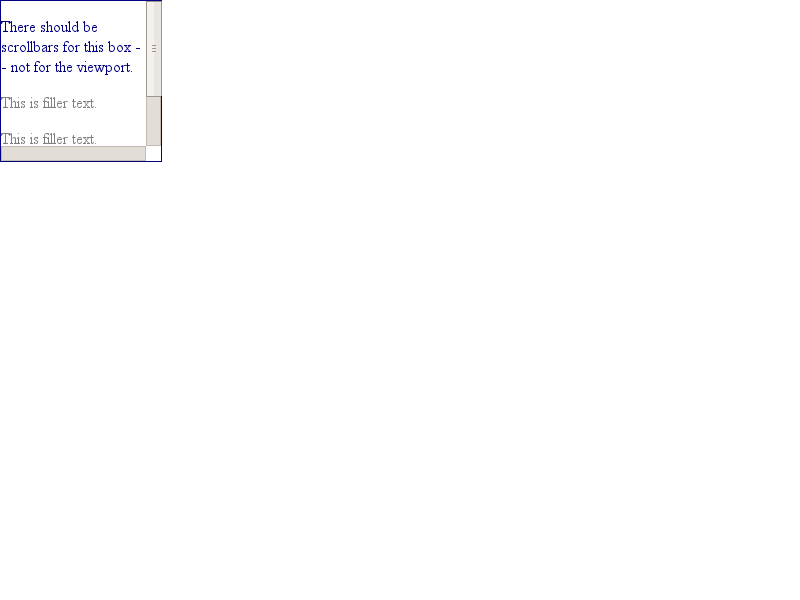 There should be
scrollbars for this box -
- not for the viewport.
This is filler text.
This is filler text.